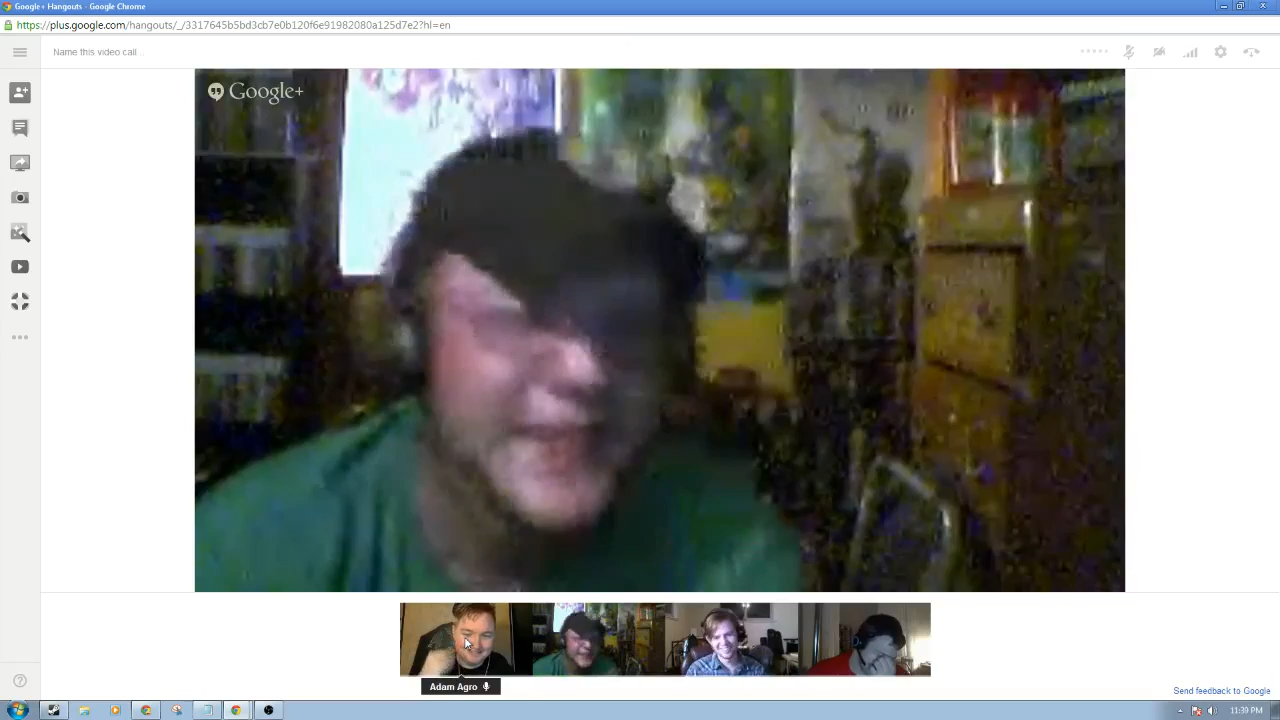 Google+ Hangouts - Google Chrome
https://plus.google.com/hangouts/_/3317645b5bd3cb7e0b120f6e91982080a125d7e2?hl=en
Name this video call...
Google+
Adam Agro
Send feedback to Google
11:39 PM